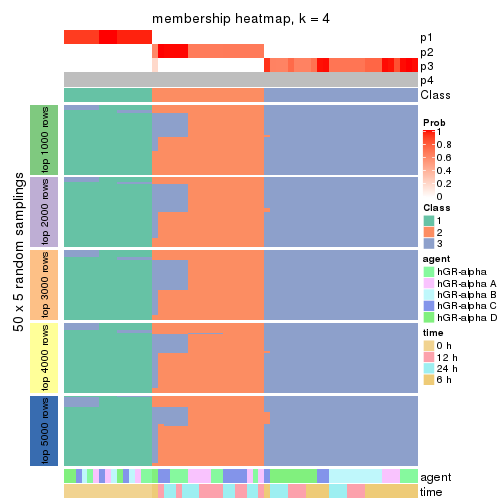 membership heatmap, k = 4
p1
p2
p3
p4
Class
50 x 5 random samplings
top 1000 rows
top 2000 rows
top 3000 rows
top 4000 rows
top 5000 rows
Prob
1
0.8
0.6
0.4
0.2
0
Class
1
2
3
agent
hGR-alpha
hGR-alpha A
hGR-alpha B
hGR-alpha C
hGR-alpha D
time
0 h
12 h
24 h
6 h
agent
time